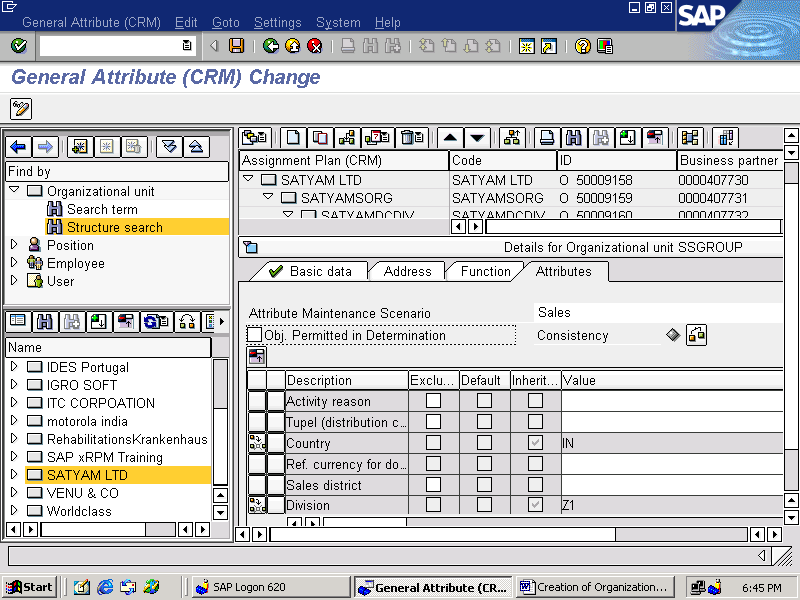 General Attribute (CRM) Edit Goto Settings System Help
SAP
General Attribute (CRM) Change
Find by
Organizational unit
Search term
Structure search
Position
Employee
User
Name
IDES Portugal
IGRO SOFT
ITC CORPOATION
motorola india
RehabilitationsKrankenhaus
SAP xRPM Training
SATYAM LTD
VENU & CO
Worldclass
Assignment Plan (CRM) Code ID Business partner
SATYAM LTD SATYAM LTD O 50009158 0000407730
SATYAMSORG SATYAMSORG O 50009159 0000407731
SATYAMDCDIV SATYAMDCDIV O 50009160 0000407732
Details for Organizational unit SSGROUP
Basic data Address Function Attributes
Attribute Maintenance Scenario Sales
Obj. Permitted in Determination Consistency
Description Exclu... Default Inherit... Value
Activity reason
Tupel (distribution c...
Country IN
Ref. currency for do...
Sales district
Division Z1
Start SAP Logon 620 General Attribute (CR... Creation of Organization... 6:45 PM